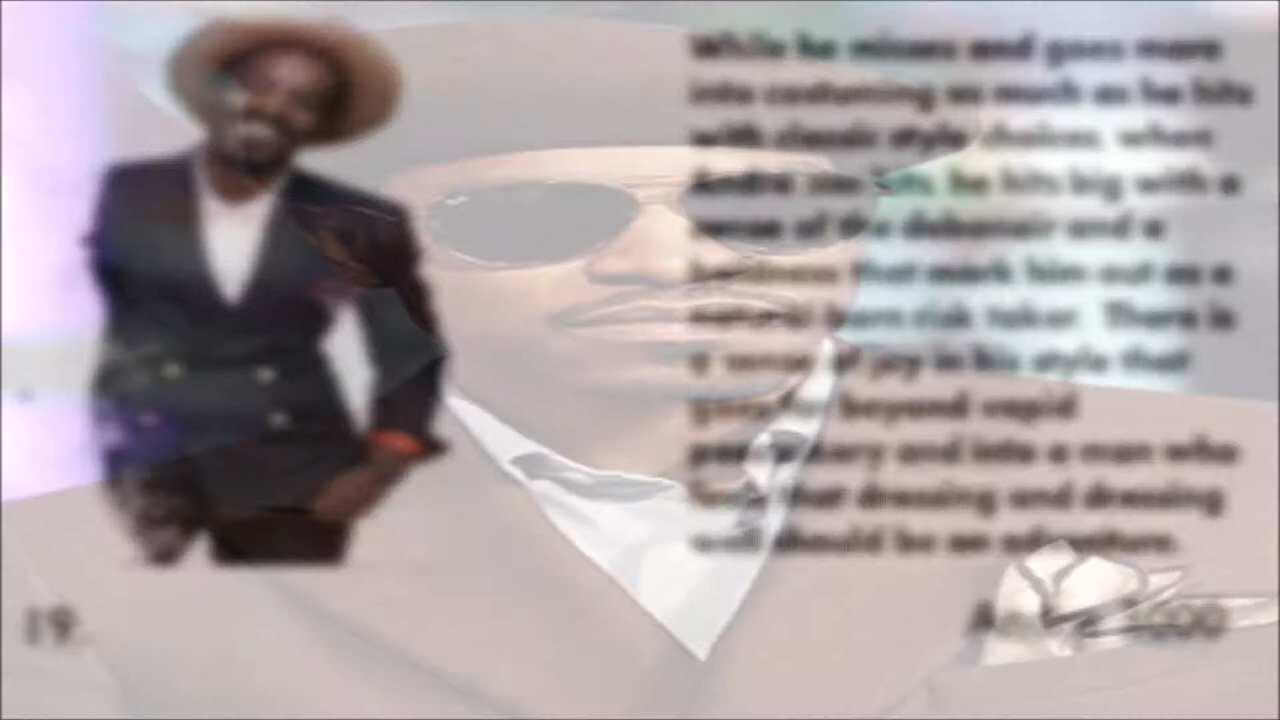 While he misses and goes more
into costuming as much as he hits
with classic style choices, when
André hits, he hits big with a
sense of the debonair and a
boldness that mark him out as a
natural born risk taker. There is
a sense of joy in his style that
goes far beyond vapid
and into a man who
that dressing and dressing
well should be an adventure.
19.